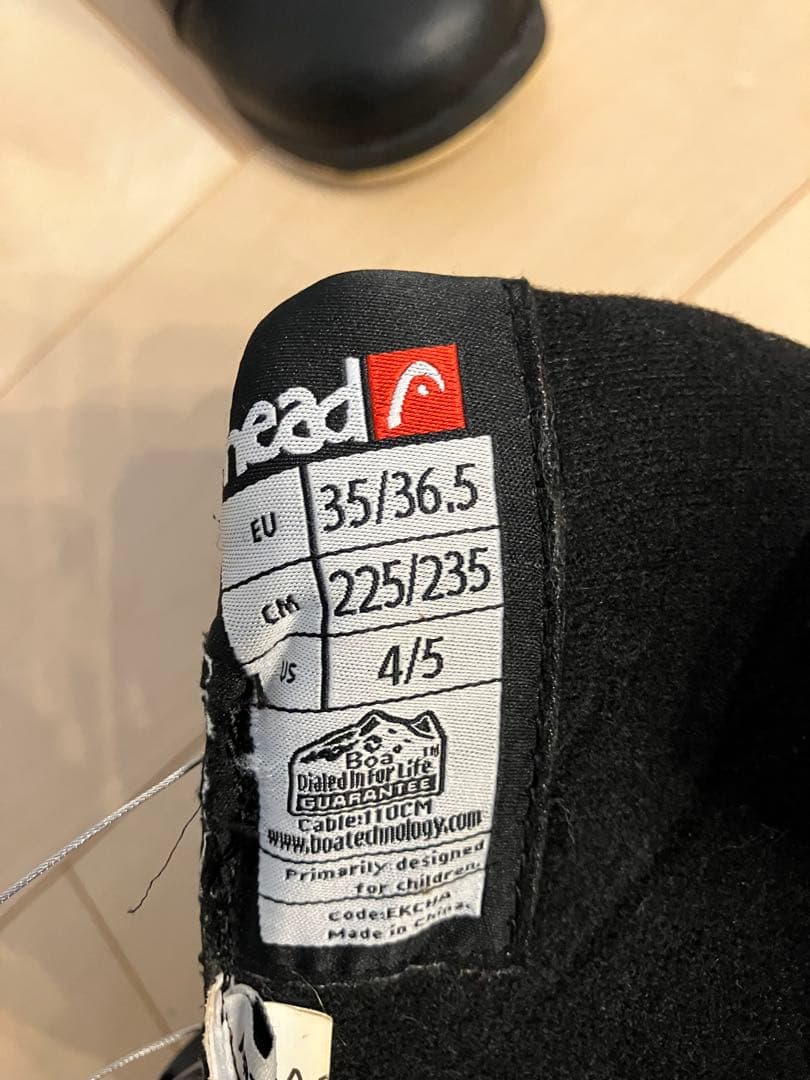 head
EU 35/36.5
CM 225/235
US 4/5
Boa TM
Dialed In For Life
GUARANTEE
Cable:110CM
www.boatechnology.com
Primarily designed
for children.
Code:EKCHA
Made in China.